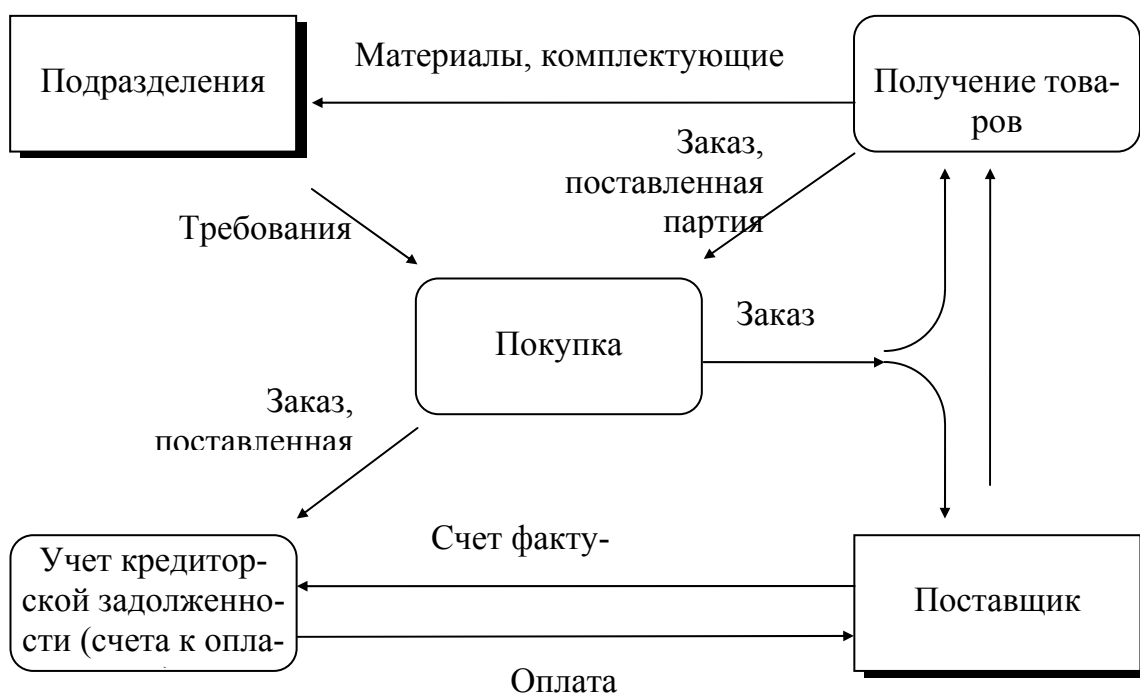 Подразделения
Материалы, комплектующие
Получение това-
ров
Заказ,
поставленная
партия
Требования
Покупка
Заказ
Заказ,
поставленная
Учет кредитор-
ской задолженно-
сти (счета к опла-
Счет факту-
Поставщик
Оплата